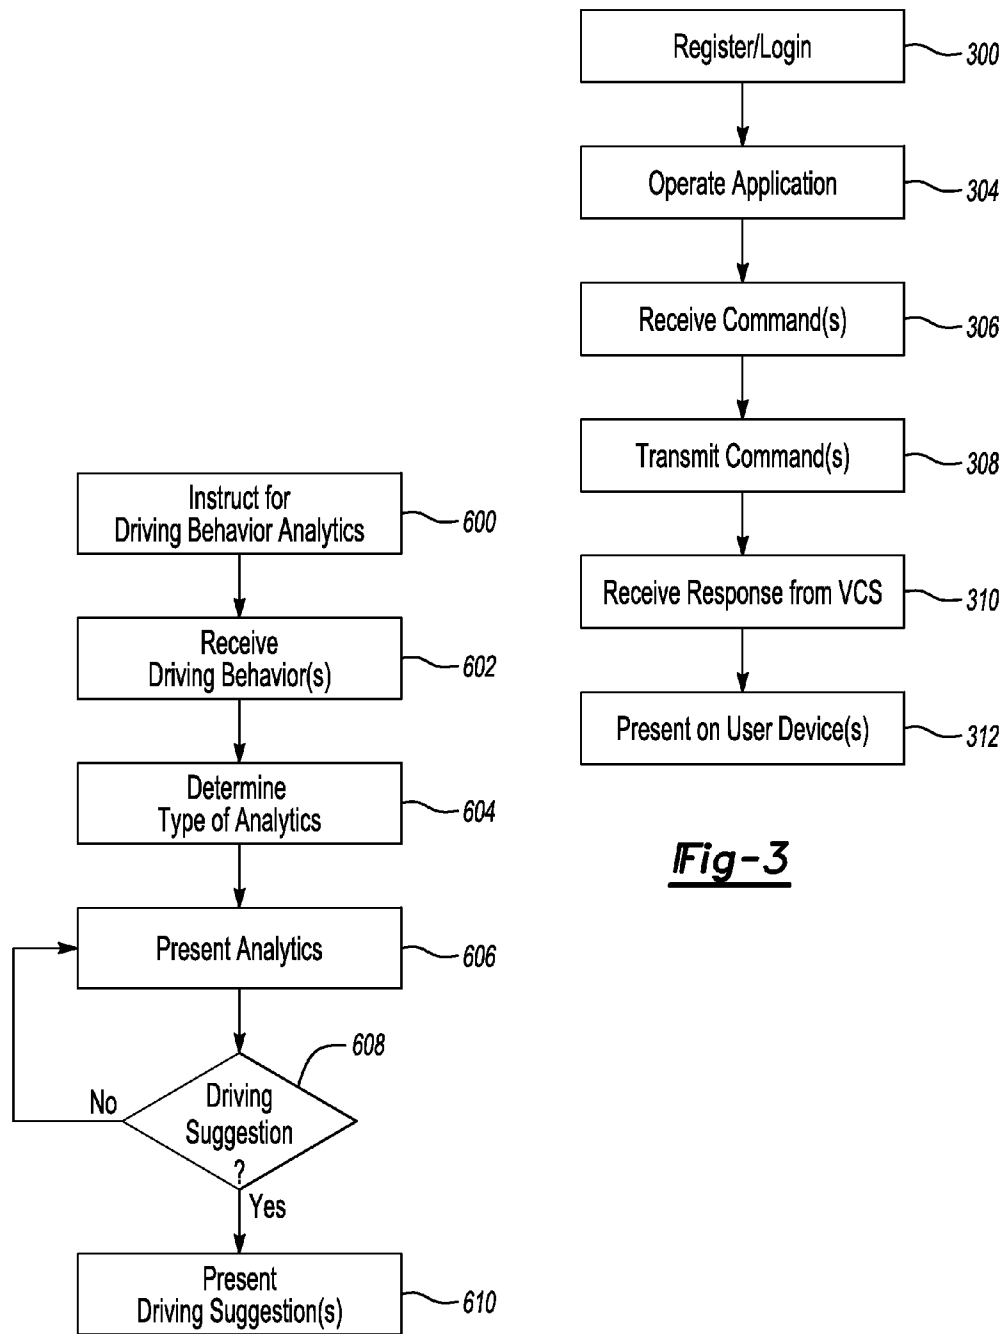 Register/Login
300
Operate Application
304
Receive Command(s)
306
Transmit Command(s)
308
Receive Response from VCS
310
Present on User Device(s)
312
Fig-3
Instruct for
Driving Behavior Analytics
600
Receive
Driving Behavior(s)
602
Determine
Type of Analytics
604
Present Analytics
606
608
Driving
Suggestion
?
No
Yes
Present
Driving Suggestion(s)
610